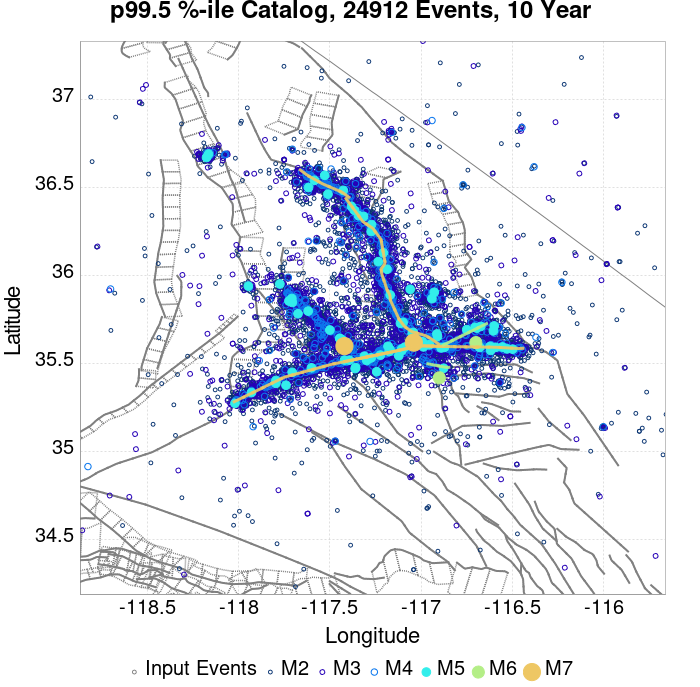 p99.5 %-ile Catalog, 24912 Events, 10 Year
37
36.5
36
35.5
35
34.5
Latitude
-118.5 -118 -117.5 -117 -116.5 -116
Longitude
Input Events M2 M3 M4 M5 M6 M7